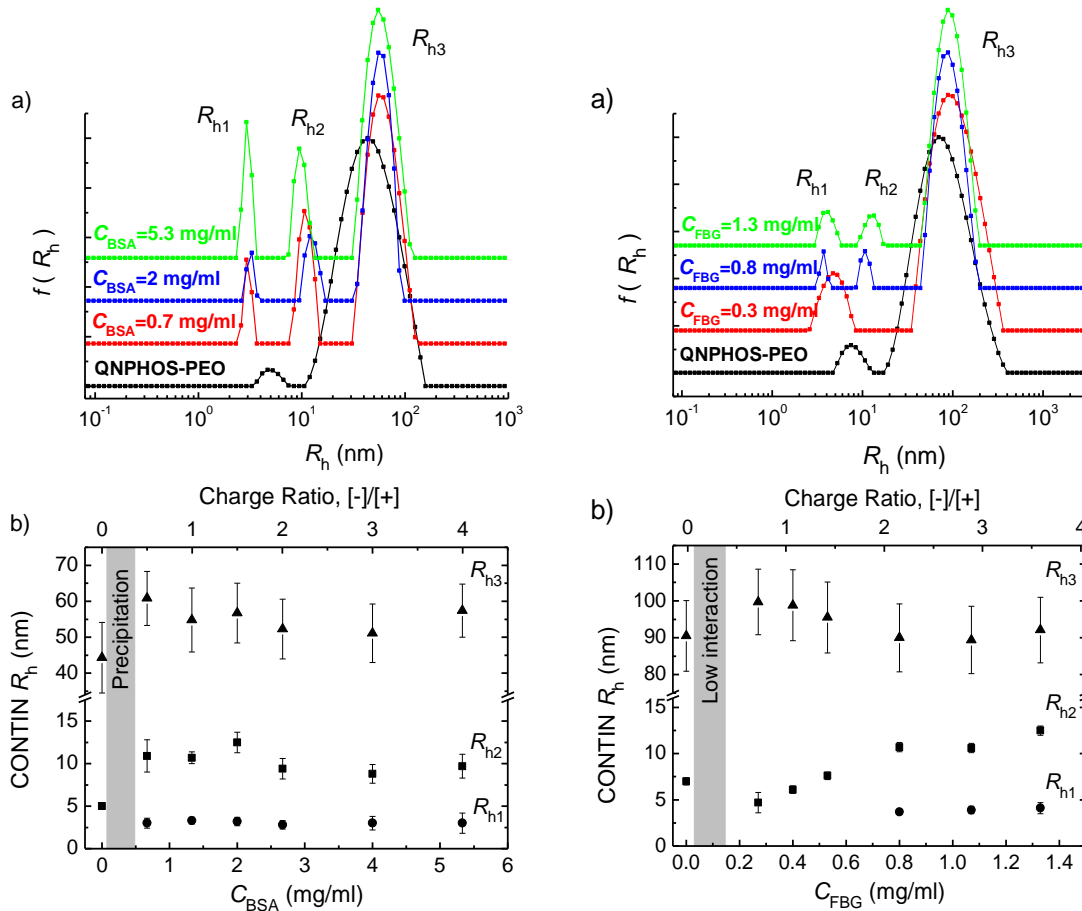 a)
R_h1
R_h2
R_h3
C_BSA=5.3 mg/ml
C_BSA=2 mg/ml
C_BSA=0.7 mg/ml
QNPHOS-PEO
f ( R_h )
10^-1 10^0 10^1 10^2 10^3
R_h (nm)
a)
R_h1
R_h2
R_h3
C_FBG=1.3 mg/ml
C_FBG=0.8 mg/ml
C_FBG=0.3 mg/ml
QNPHOS-PEO
f ( R_h )
10^-1 10^0 10^1 10^2 10^3
R_h (nm)
b)
Charge Ratio, [-]/[+]
0 1 2 3 4
70
60
50
40
15
10
5
0
CONTIN R_h (nm)
Precipitation
R_h3
R_h2
R_h1
0 1 2 3 4 5 6
C_BSA (mg/ml)
b)
Charge Ratio, [-]/[+]
0 1 2 3 4
110
100
90
80
15
10
5
0
CONTIN R_h (nm)
Low interaction
R_h3
R_h2
R_h1
0.0 0.2 0.4 0.6 0.8 1.0 1.2 1.4
C_FBG (mg/ml)